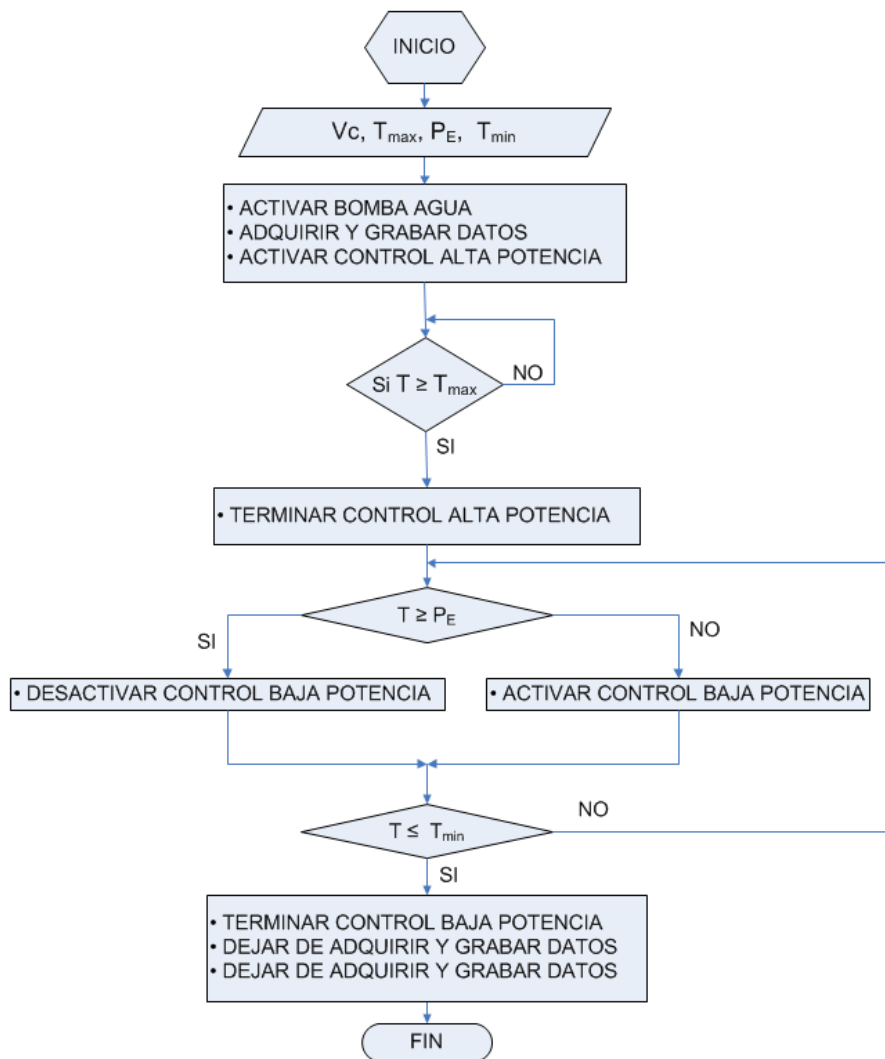 INICIO
Vc, Tmax, PE, Tmin
• ACTIVAR BOMBA AGUA
• ADQUIRIR Y GRABAR DATOS
• ACTIVAR CONTROL ALTA POTENCIA
Si T ≥ Tmax
NO
SI
• TERMINAR CONTROL ALTA POTENCIA
T ≥ PE
SI
NO
• DESACTIVAR CONTROL BAJA POTENCIA
• ACTIVAR CONTROL BAJA POTENCIA
T ≤ Tmin
NO
SI
• TERMINAR CONTROL BAJA POTENCIA
• DEJAR DE ADQUIRIR Y GRABAR DATOS
• DEJAR DE ADQUIRIR Y GRABAR DATOS
FIN